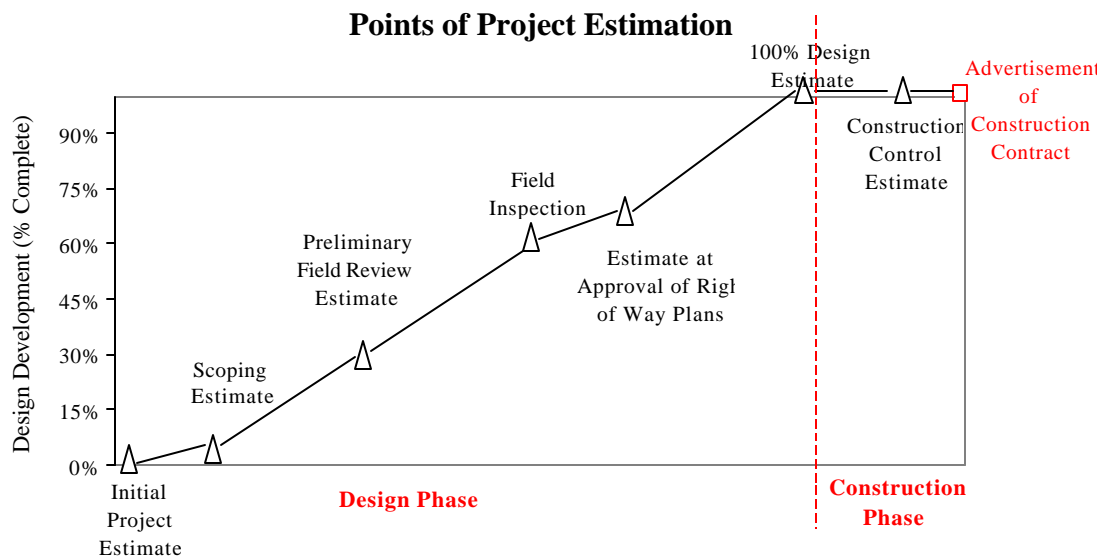 Points of Project Estimation
100% Design
Estimate
Advertisement
of
Construction
Contract
Construction
Control
Estimate
Field
Inspection
Preliminary
Field Review
Estimate
Estimate at
Approval of Righ
of Way Plans
Scoping
Estimate
Design Development (% Complete)
90%
75%
60%
45%
30%
15%
0%
Initial
Project
Estimate
Design Phase
Construction
Phase